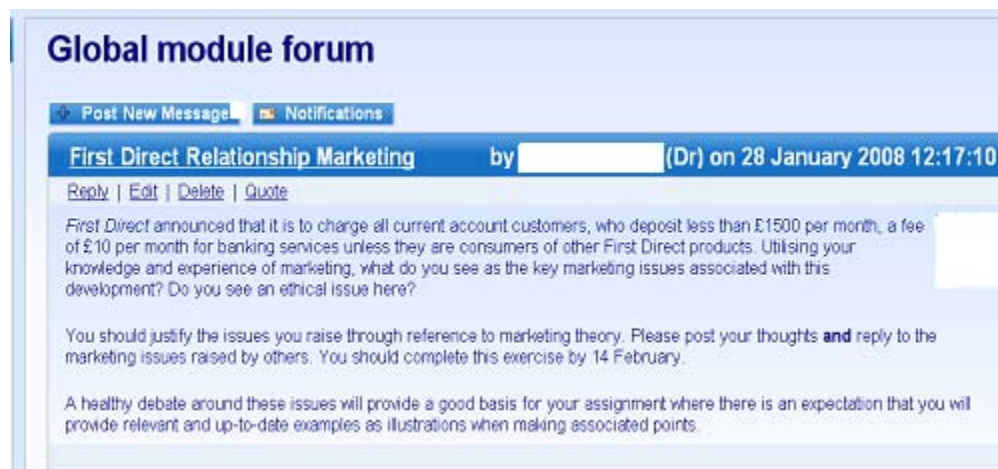 Global module forum
Post New Message Notifications
First Direct Relationship Marketing by (Dr) on 28 January 2008 12:17:10
Reply | Edit | Delete | Quote
First Direct announced that it is to charge all current account customers, who deposit less than £1500 per month, a fee
of £10 per month for banking services unless they are consumers of other First Direct products. Utilising your
knowledge and experience of marketing, what do you see as the key marketing issues associated with this
development? Do you see an ethical issue here?
You should justify the issues you raise through reference to marketing theory. Please post your thoughts and reply to the
marketing issues raised by others. You should complete this exercise by 14 February.
A healthy debate around these issues will provide a good basis for your assignment where there is an expectation that you will
provide relevant and up-to-date examples as illustrations when making associated points.